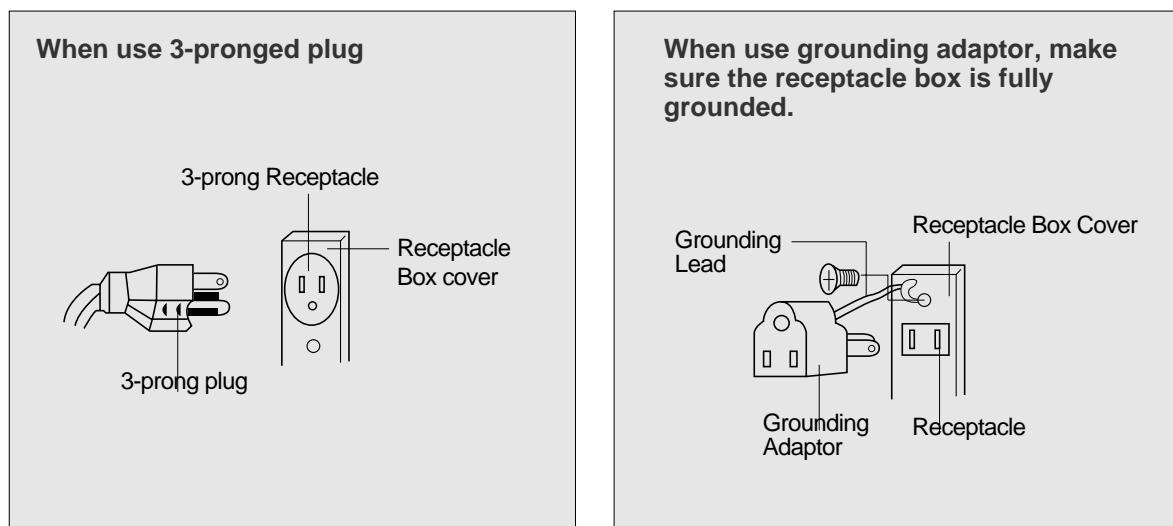 When use 3-pronged plug
3-prong Receptacle
Receptacle
Box cover
3-prong plug
When use grounding adaptor, make
sure the receptacle box is fully
grounded.
Receptacle Box Cover
Grounding
Lead
Grounding
Adaptor
Receptacle